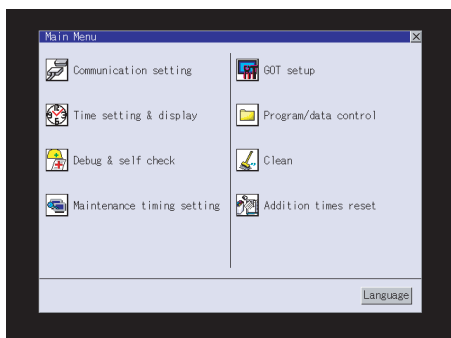 Main Menu
Communication setting
GOT setup
Time setting & display
Program/data control
Debug & self check
Clean
Maintenance timing setting
Addition times reset
Language